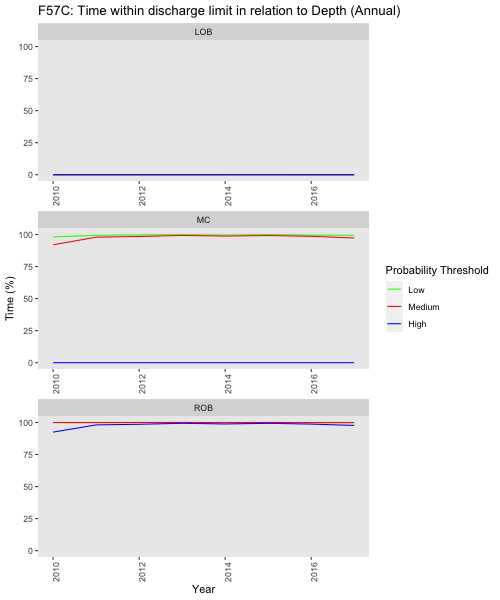 F57C: Time within discharge limit in relation to Depth (Annual)
LOB
100
75
50
25
0
2010
2012
2014
2016
MC
100
75
50
25
0
2010
2012
2014
2016
Time (%)
Probability Threshold
Low
Medium
High
ROB
100
75
50
25
0
2010
2012
2014
2016
Year